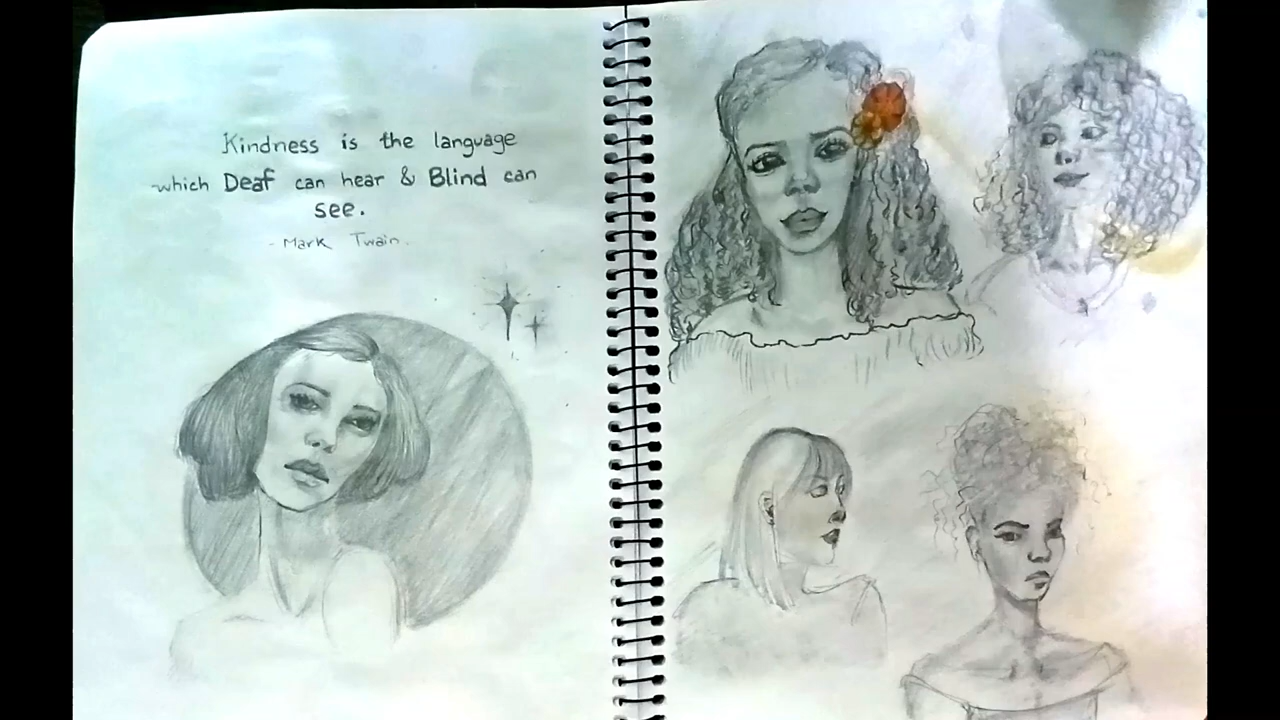 Kindness is the language
which Deaf can hear & Blind can
see.
- Mark Twain.